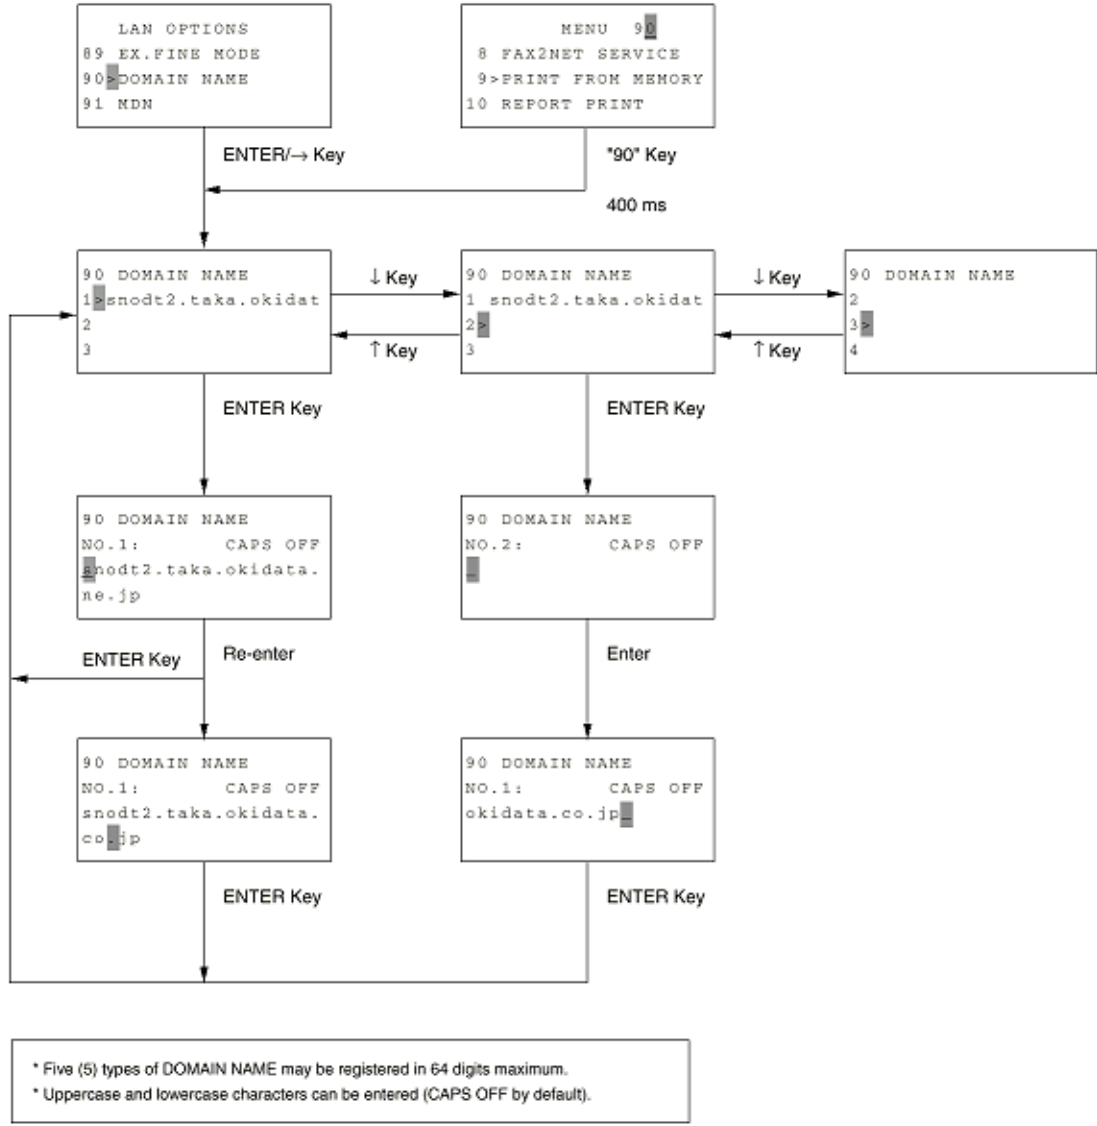 LAN OPTIONS
89 EX.FINE MODE
90>DOMAIN NAME
91 MDN
MENU 90
8 FAX2NET SERVICE
9>PRINT FROM MEMORY
10 REPORT PRINT
ENTER/→ Key
"90" Key
400 ms
90 DOMAIN NAME
1>snodt2.taka.okidat
2
3
↓ Key
↑ Key
90 DOMAIN NAME
1 snodt2.taka.okidat
2>
3
↓ Key
↑ Key
90 DOMAIN NAME
2
3>
4
ENTER Key
ENTER Key
90 DOMAIN NAME
NO.1: CAPS OFF
snodt2.taka.okidata.
ne.jp
90 DOMAIN NAME
NO.2: CAPS OFF
_
ENTER Key
Re-enter
Enter
90 DOMAIN NAME
NO.1: CAPS OFF
snodt2.taka.okidata.
co.jp
90 DOMAIN NAME
NO.1: CAPS OFF
okidata.co.jp_
ENTER Key
ENTER Key
* Five (5) types of DOMAIN NAME may be registered in 64 digits maximum.
* Uppercase and lowercase characters can be entered (CAPS OFF by default).